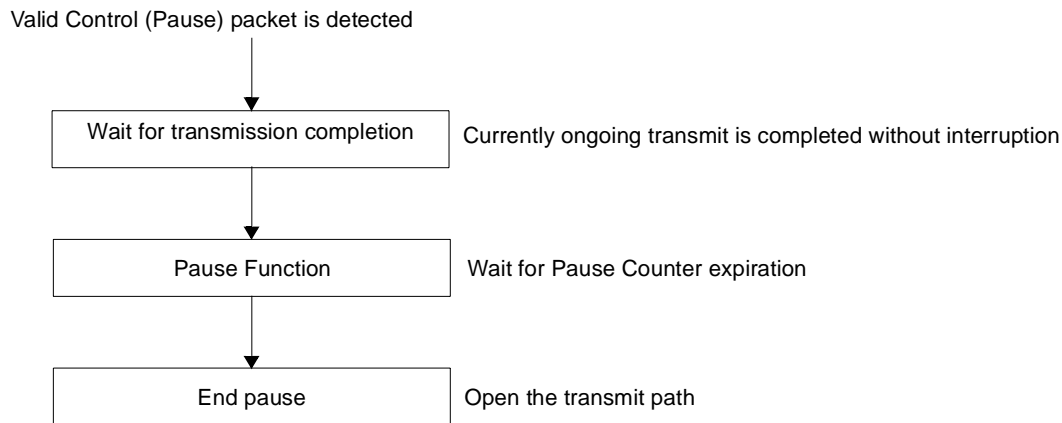 Valid Control (Pause) packet is detected
Wait for transmission completion
Currently ongoing transmit is completed without interruption
Pause Function
Wait for Pause Counter expiration
End pause
Open the transmit path